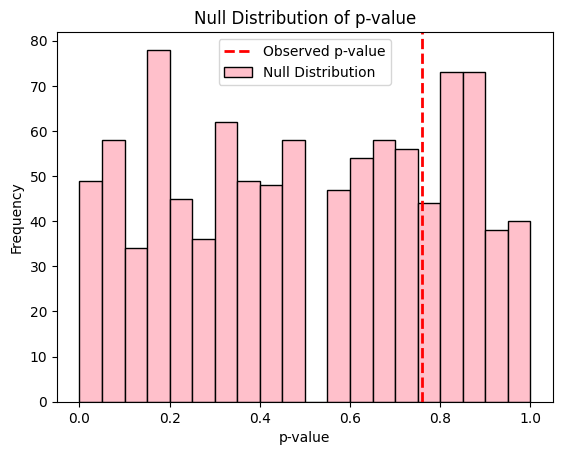 Null Distribution of p-value
Observed p-value
Null Distribution
Frequency
80
70
60
50
40
30
20
10
0
0.0 0.2 0.4 0.6 0.8 1.0
p-value